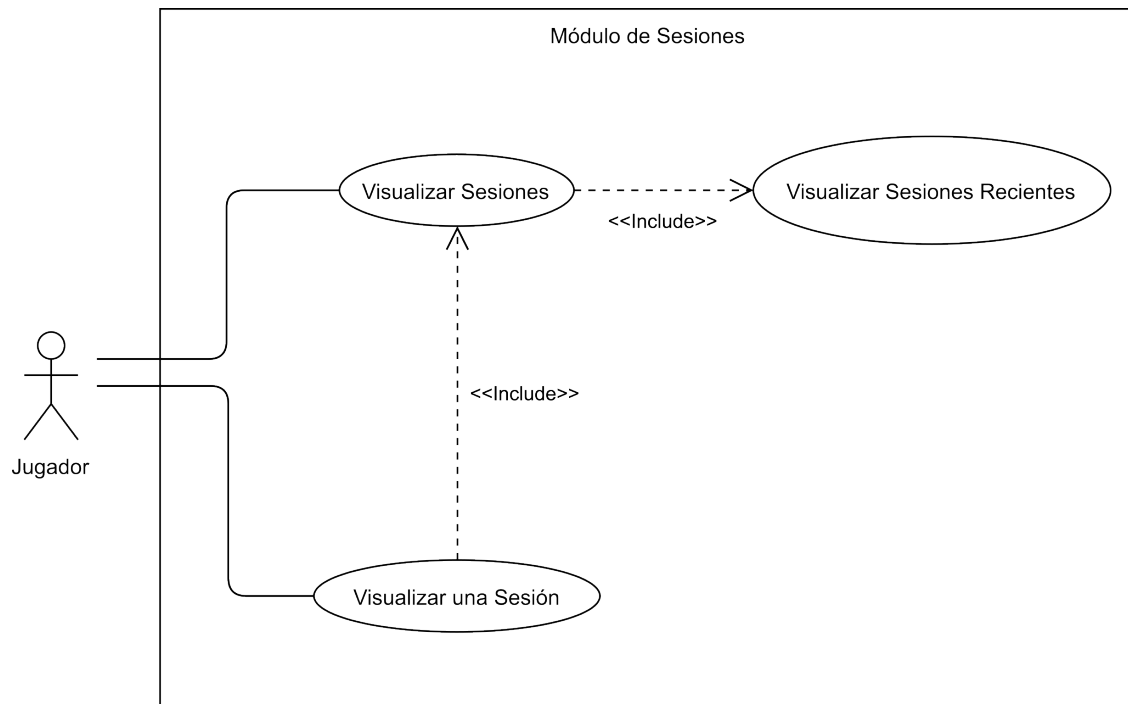 Módulo de Sesiones
Visualizar Sesiones
Visualizar Sesiones Recientes
<<Include>>
<<Include>>
Jugador
Visualizar una Sesión